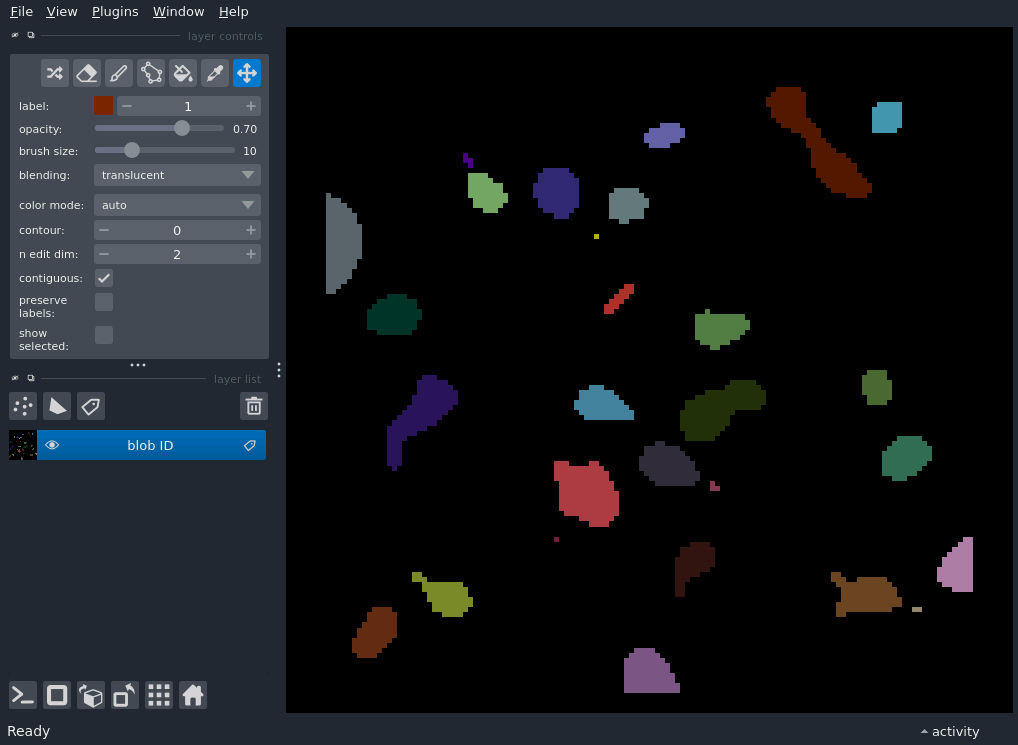 File View Plugins Window Help
layer controls
label: 1
opacity: 0.70
brush size: 10
blending: translucent
color mode: auto
contour: 0
n edit dim: 2
contiguous:
preserve
labels:
show
selected:
layer list
blob ID
Ready
activity